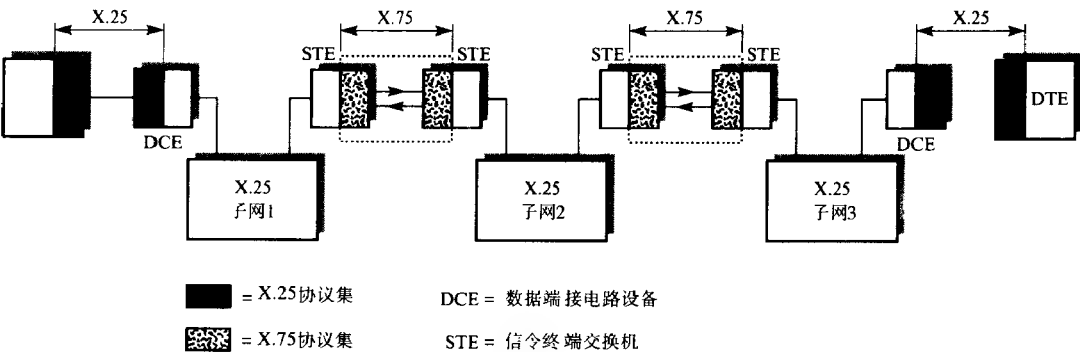 X.25
X.75
X.75
X.25
STE
STE
STE
STE
DTE
DCE
DCE
X.25
子网1
X.25
子网2
X.25
子网3
= X.25协议集
DCE = 数据端接电路设备
= X.75协议集
STE = 信令终端交换机